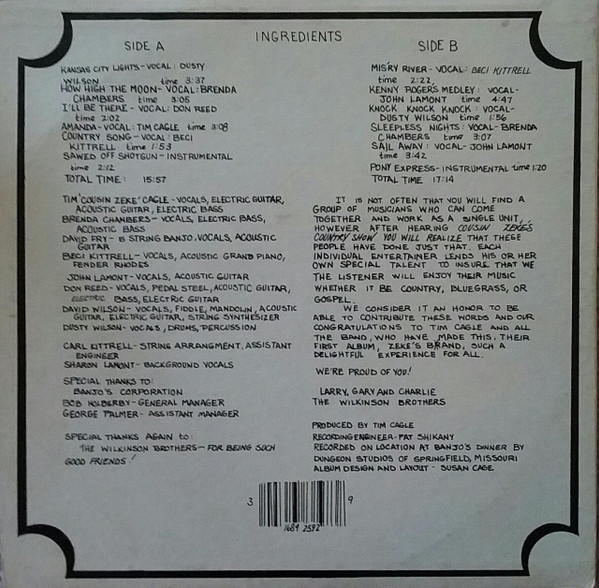 INGREDIENTS
SIDE A
KANSAS CITY LIGHTS - VOCAL: DUSTY
WILSON time 3:37
HOW HIGH THE MOON - VOCAL: BRENDA
CHAMBERS time 3:05
I'LL BE THERE - VOCAL: DON REED
time 2:02
AMANDA - VOCAL: TIM CAGLE time 3:08
COUNTRY SONG - VOCAL: BECI
KITTRELL time 1:53
SAWED OFF SHOTGUN - INSTRUMENTAL
time 2:12
TOTAL TIME: 15:57
TIM 'COUSIN ZEKE' CAGLE - VOCALS, ELECTRIC GUITAR,
ACOUSTIC GUITAR, ELECTRIC BASS
BRENDA CHAMBERS - VOCALS, ELECTRIC BASS,
ACOUSTIC BASS
DAVID FRY - 5 STRING BANJO, VOCALS, ACOUSTIC
GUITAR
BECI KITTRELL - VOCALS, ACOUSTIC GRAND PIANO,
FENDER RHODES
JOHN LAMONT - VOCALS, ACOUSTIC GUITAR
DON REED - VOCALS, PEDAL STEEL, ACOUSTIC GUITAR,
ELECTRIC BASS, ELECTRIC GUITAR
DAVID WILSON - VOCALS, FIDDLE, MANDOLIN, ACOUSTIC
GUITAR, ELECTRIC GUITAR, STRING SYNTHESIZER
DUSTY WILSON - VOCALS, DRUMS, PERCUSSION
CARL KITTRELL - STRING ARRANGEMENT, ASSISTANT
ENGINEER
SHARON LAMONT - BACKGROUND VOCALS
SPECIAL THANKS TO:
BANJO'S CORPORATION
BOB HOLDERBY - GENERAL MANAGER
GEORGE PALMER - ASSISTANT MANAGER
SPECIAL THANKS AGAIN to:
THE WILKINSON BROTHERS - FOR BEING SUCH
GOOD FRIENDS!
SIDE B
MIS'RY RIVER - VOCAL: BECI KITTRELL
time 2:22
KENNY ROGERS MEDLEY: VOCAL -
JOHN LAMONT time 4:47
KNOCK KNOCK KNOCK: VOCAL -
DUSTY WILSON time 1:56
SLEEPLESS NIGHTS: VOCAL - BRENDA
CHAMBERS time 3:07
SAIL AWAY: VOCAL - JOHN LAMONT
time 3:42
PONY EXPRESS - INSTRUMENTAL time 1:20
TOTAL TIME 17:14
IT IS NOT OFTEN THAT YOU WILL FIND A
GROUP OF MUSICIANS WHO CAN COME
TOGETHER AND WORK AS A SINGLE UNIT,
HOWEVER AFTER HEARING COUSIN ZEKE'S
COUNTRY SHOW YOU WILL REALIZE THAT THESE
PEOPLE HAVE DONE JUST THAT. EACH
INDIVIDUAL ENTERTAINER LENDS HIS OR HER
OWN SPECIAL TALENT TO INSURE THAT WE
THE LISTENER WILL ENJOY THEIR MUSIC
WHETHER IT BE COUNTRY, BLUEGRASS, OR
GOSPEL.
WE CONSIDER IT AN HONOR TO BE
ABLE TO CONTRIBUTE THESE WORDS AND OUR
CONGRATULATIONS TO TIM CAGLE AND ALL
THE BAND, WHO HAVE MADE THIS, THEIR
FIRST ALBUM, ZEKE'S BRAND, SUCH A
DELIGHTFUL EXPERIENCE FOR ALL.
WE'RE PROUD OF YOU!
LARRY, GARY AND CHARLIE
THE WILKINSON BROTHERS
PRODUCED BY TIM CAGLE
RECORDING ENGINEER - PAT SHIKANY
RECORDED ON LOCATION AT BANJO'S DINNER BY
DUNGEON STUDIOS OF SPRINGFIELD, MISSOURI
ALBUM DESIGN AND LAYOUT - SUSAN CAGE
3 9
1684 2592